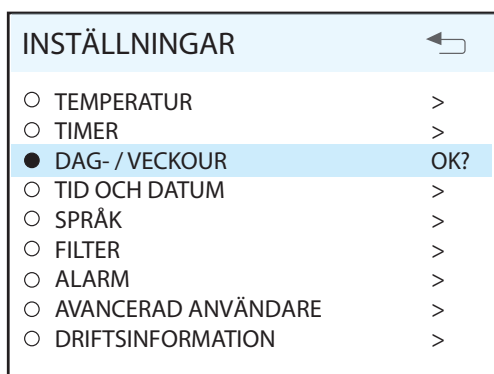 INSTÄLLNINGAR
TEMPERATUR >
TIMER >
DAG- / VECKOUR OK?
TID OCH DATUM >
SPRÅK >
FILTER >
ALARM >
AVANCERAD ANVÄNDARE >
DRIFTSINFORMATION >